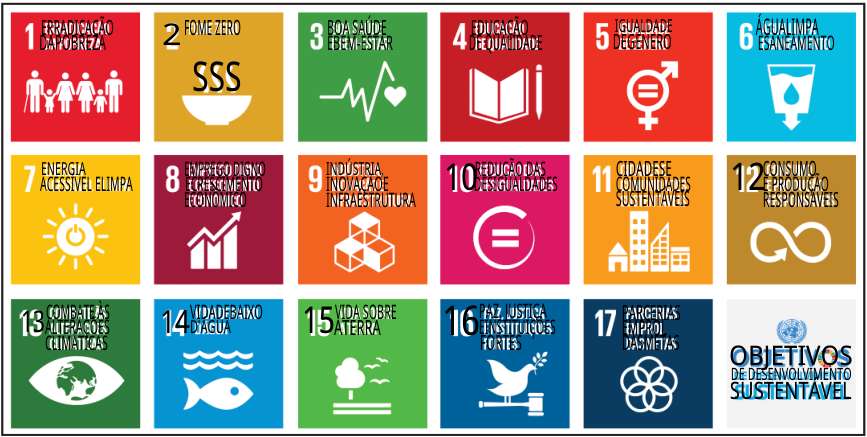 1 ERRADICAÇÃO
DA POBREZA
2 FOME ZERO
SSS
3 BOA SAÚDE
E BEM-ESTAR
4 EDUCAÇÃO
DE QUALIDADE
5 IGUALDADE
DE GÊNERO
6 ÁGUA LIMPA
E SANEAMENTO
7 ENERGIA
ACESSÍVEL E LIMPA
8 EMPREGO DIGNO
E CRESCIMENTO
ECONÔMICO
9 INDÚSTRIA
INOVAÇÃO E
INFRAESTRUTURA
10 REDUÇÃO DAS
DESIGUALDADES
11 CIDADES E
COMUNIDADES
SUSTENTÁVEIS
12 CONSUMO
E PRODUÇÃO
RESPONSÁVEIS
13 COMBATE ÀS
ALTERAÇÕES
CLIMÁTICAS
14 VIDA DEBAIXO
D'ÁGUA
15 VIDA SOBRE
A TERRA
16 PAZ, JUSTIÇA
E INSTITUIÇÕES
FORTES
17 PARCERIAS
EM PROL
DAS METAS
OBJETIVOS
DE DESENVOLVIMENTO
SUSTENTÁVEL